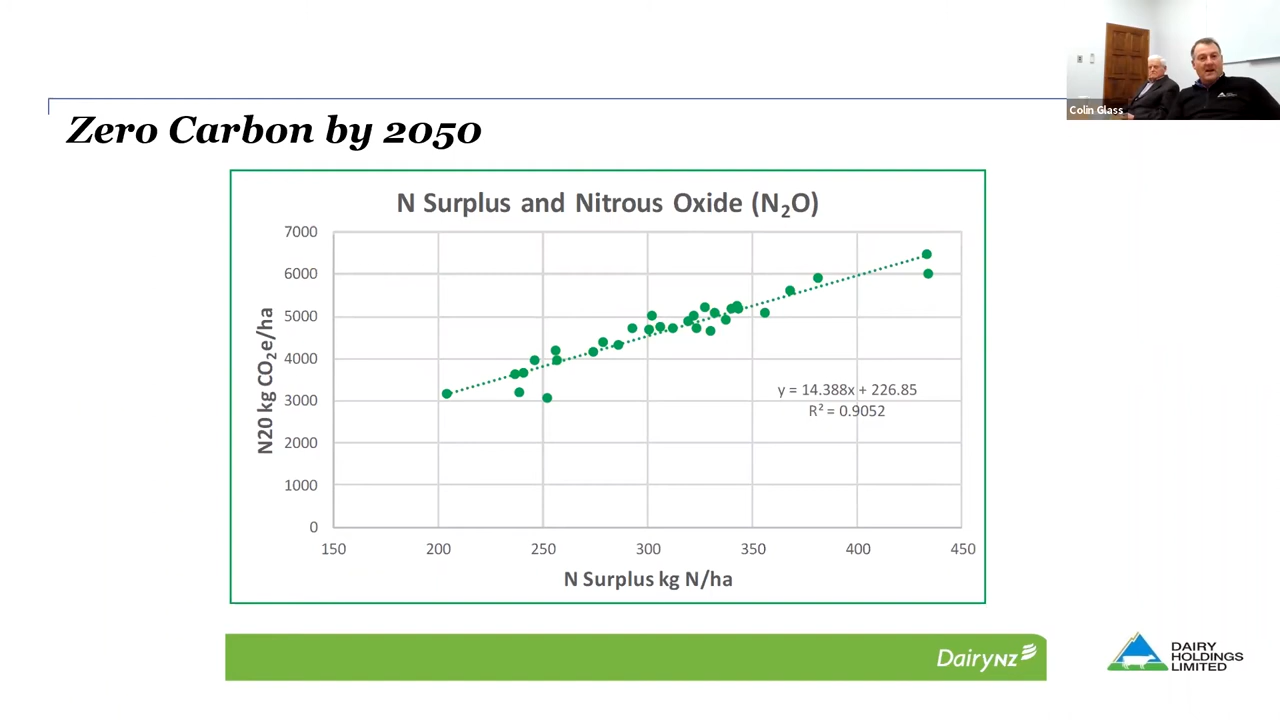 Colin Glass
Zero Carbon by 2050
N Surplus and Nitrous Oxide (N₂O)
7000
6000
5000
4000
3000
2000
1000
0
N20 kg CO₂e/ha
y = 14.388x + 226.85
R² = 0.9052
150 200 250 300 350 400 450
N Surplus kg N/ha
DairyNZ
DAIRY
HOLDINGS
LIMITED